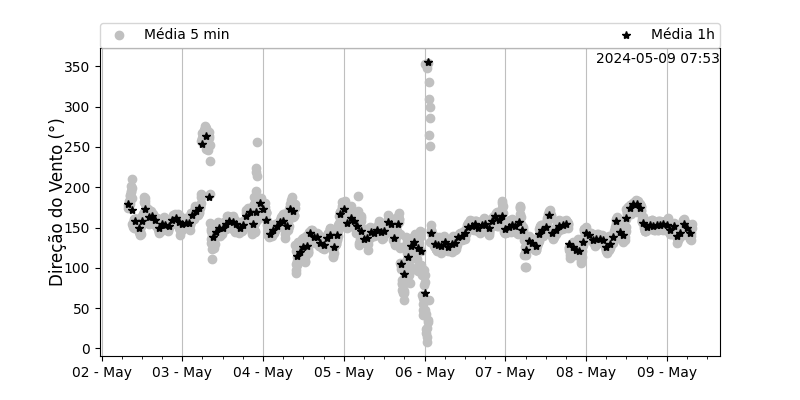 Média 5 min
Média 1h
2024-05-09 07:53
Direção do Vento (°)
350
300
250
200
150
100
50
0
02 - May
03 - May
04 - May
05 - May
06 - May
07 - May
08 - May
09 - May